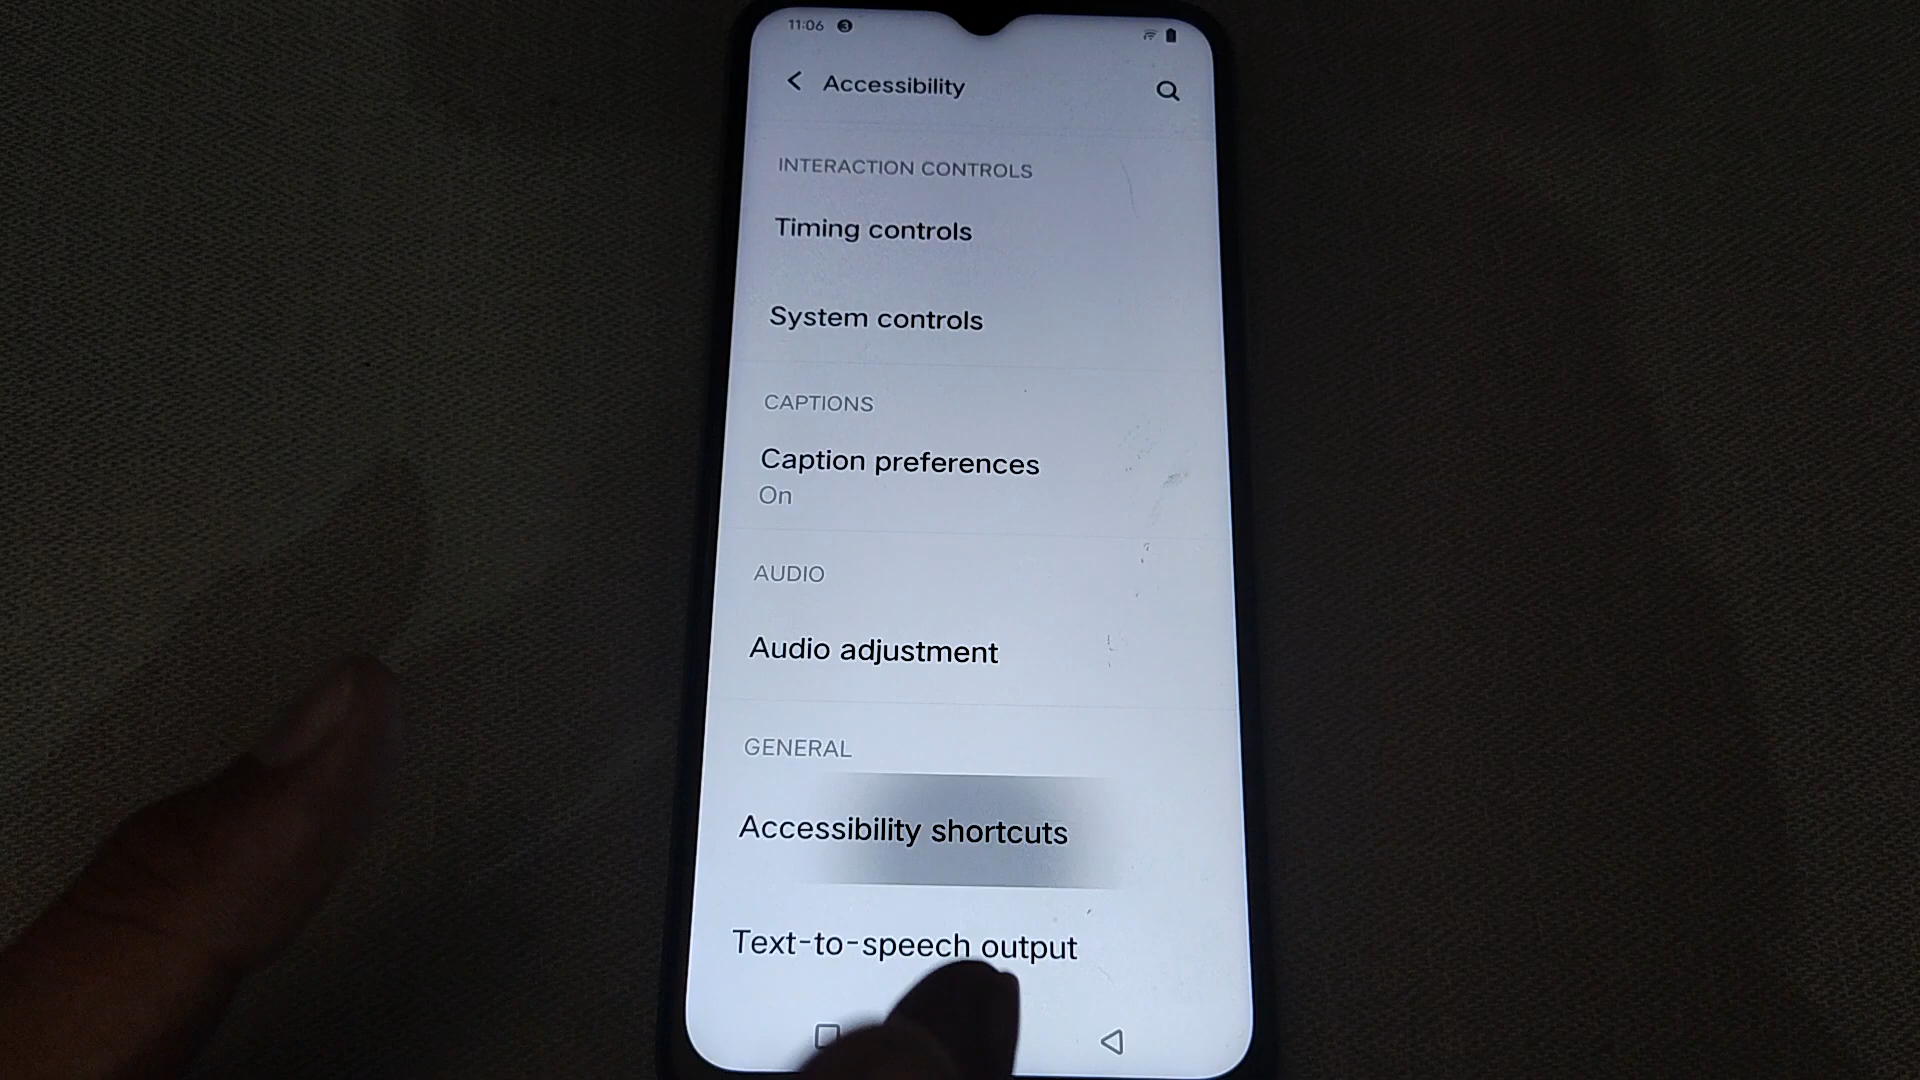 11:06 3
Accessibility
INTERACTION CONTROLS
Timing controls
System controls
CAPTIONS
Caption preferences
On
AUDIO
Audio adjustment
GENERAL
Accessibility shortcuts
Text-to-speech output